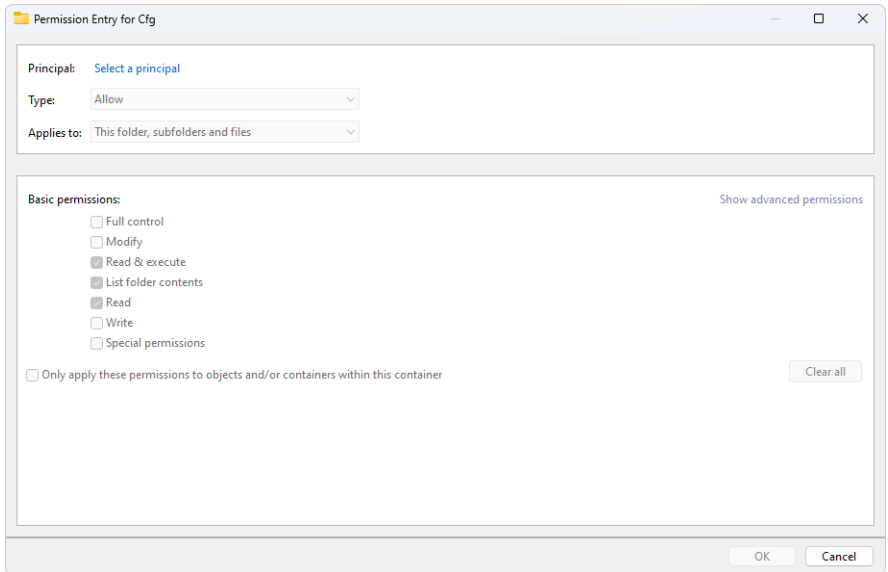 Permission Entry for Cfg
Principal: Select a principal
Type: Allow
Applies to: This folder, subfolders and files
Basic permissions: Show advanced permissions
Full control
Modify
Read & execute
List folder contents
Read
Write
Special permissions
Only apply these permissions to objects and/or containers within this container Clear all
OK Cancel